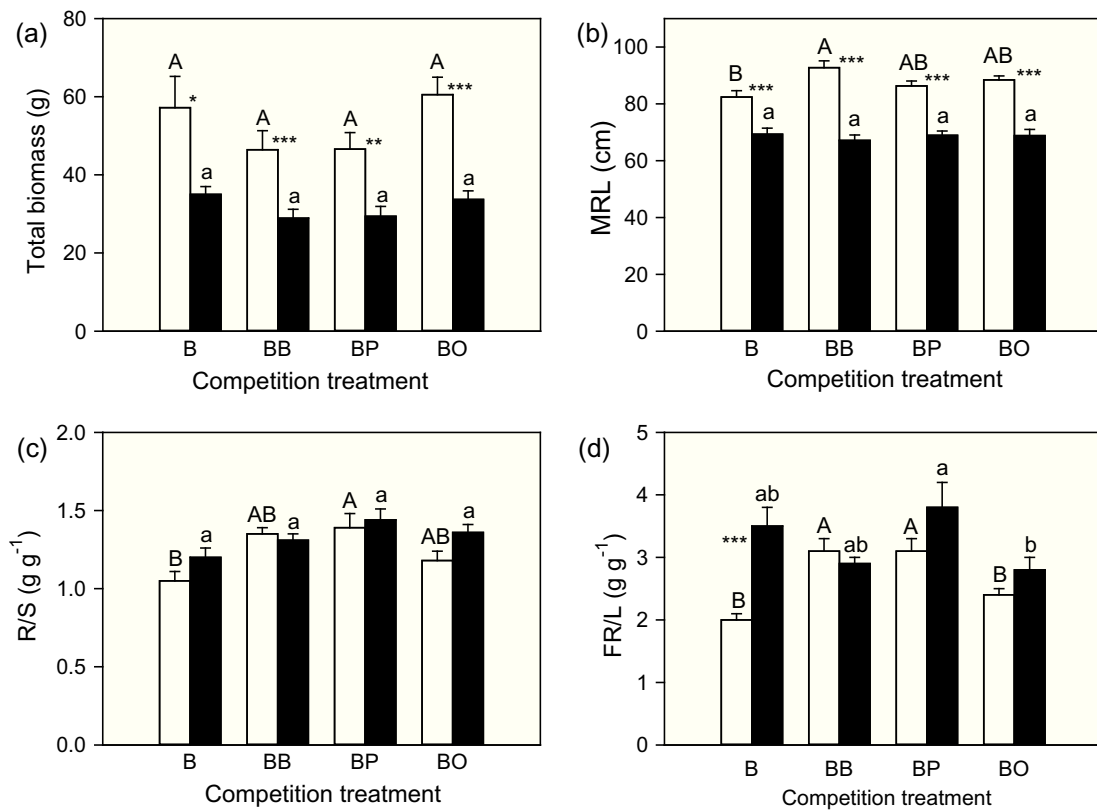 (a)
80
60
40
20
0
Total biomass (g)
A * a
A *** a
A ** a
A *** a
B BB BP BO
Competition treatment
(b)
100
80
60
40
20
0
MRL (cm)
B *** a
A *** a
AB *** a
AB *** a
B BB BP BO
Competition treatment
(c)
2.0
1.5
1.0
0.5
0.0
R/S (g g⁻¹)
B a
AB a
A a
AB a
B BB BP BO
Competition treatment
(d)
5
4
3
2
1
0
FR/L (g g⁻¹)
*** B ab
A ab
A a
B b
B BB BP BO
Competition treatment